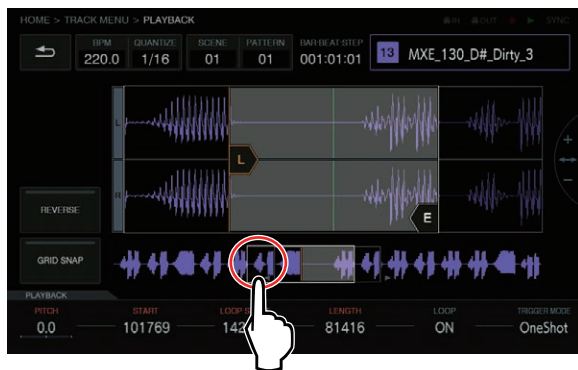 HOME > TRACK MENU > PLAYBACK IN OUT SYNC
BPM QUANTIZE SCENE PATTERN BAR:BEAT:STEP
220.0 1/16 01 01 001:01:01 13 MXE_130_D#_Dirty_3
L
L
R
E
+
−
REVERSE
GRID SNAP
PLAYBACK
PITCH START LOOP LENGTH LOOP TRIGGER MODE
0.0 101769 81416 ON OneShot